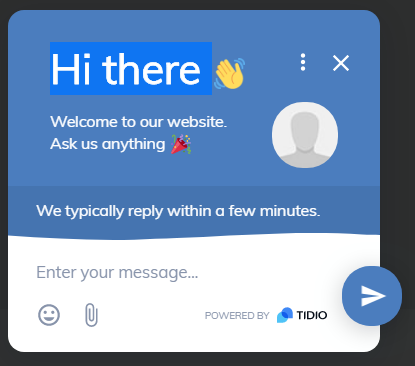 Hi there 👋
Welcome to our website.
Ask us anything 🎉
We typically reply within a few minutes.
Enter your message...
POWERED BY TIDIO